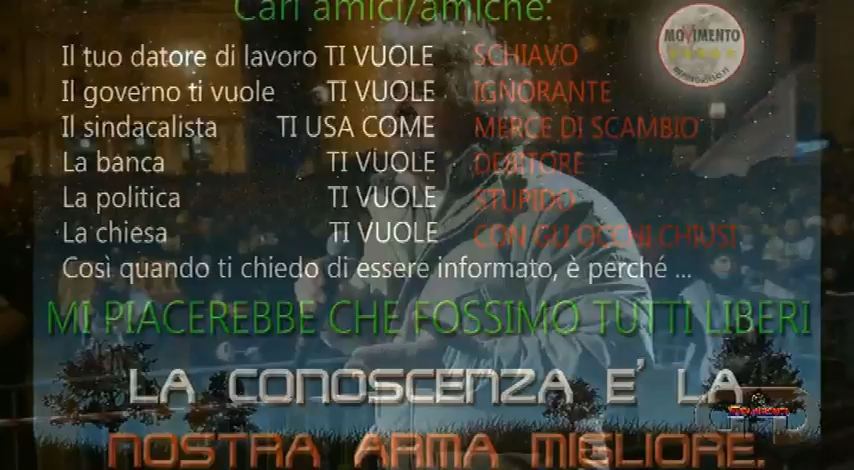 Cari amici/amiche:
MOVIMENTO
Il tuo datore di lavoro TI VUOLE SCHIAVO
Il governo ti vuole TI VUOLE IGNORANTE
Il sindacalista TI USA COME MERCE DI SCAMBIO
La banca TI VUOLE DEBITORE
La politica TI VUOLE STUPIDO
La chiesa TI VUOLE CON GLI OCCHI CHIUSI
Così quando ti chiedo di essere informato, è perché ...
MI PIACEREBBE CHE FOSSIMO TUTTI LIBERI
LA CONOSCENZA E' LA
NOSTRA ARMA MIGLIORE.